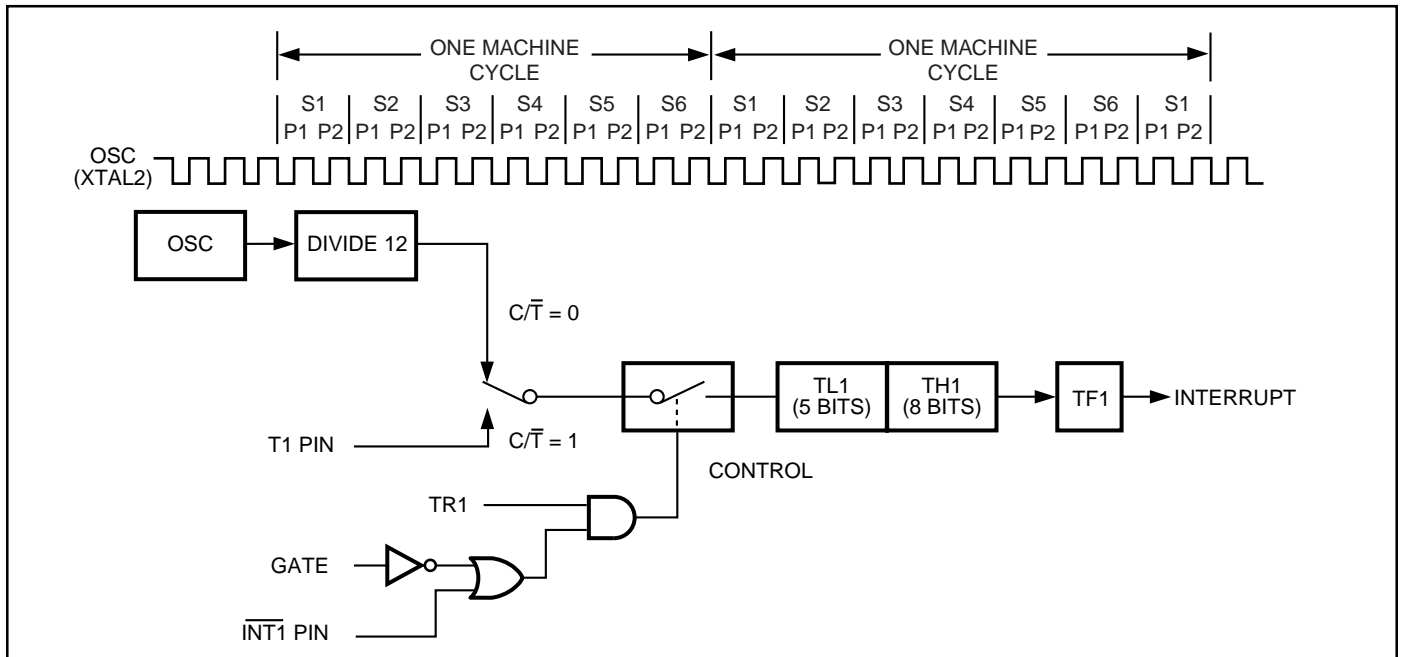 ONE MACHINE CYCLE
ONE MACHINE CYCLE
S1 S2 S3 S4 S5 S6 S1 S2 S3 S4 S5 S6 S1
P1 P2 P1 P2 P1 P2 P1 P2 P1 P2 P1 P2 P1 P2 P1 P2 P1 P2 P1 P2 P1 P2 P1 P2 P1 P2
OSC
(XTAL2)
OSC
DIVIDE 12
C/T̅ = 0
TL1
(5 BITS)
TH1
(8 BITS)
TF1
INTERRUPT
T1 PIN
C/T̅ = 1
CONTROL
TR1
GATE
I̅N̅T̅1̅ PIN